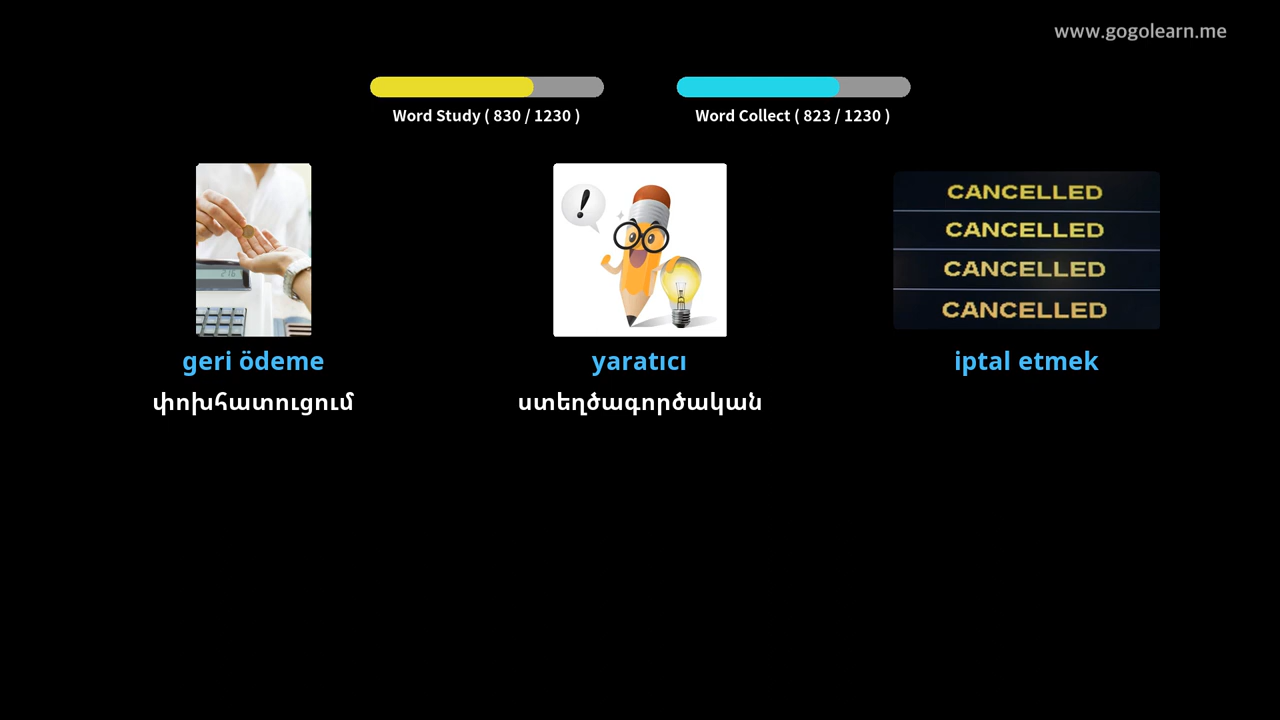 www.gogolearn.me
Word Study ( 830 / 1230 )
Word Collect ( 823 / 1230 )
!
216
CANCELLED
CANCELLED
CANCELLED
CANCELLED
geri ödeme
yaratıcı
iptal etmek
փոխհատուցում
ստեղծագործական